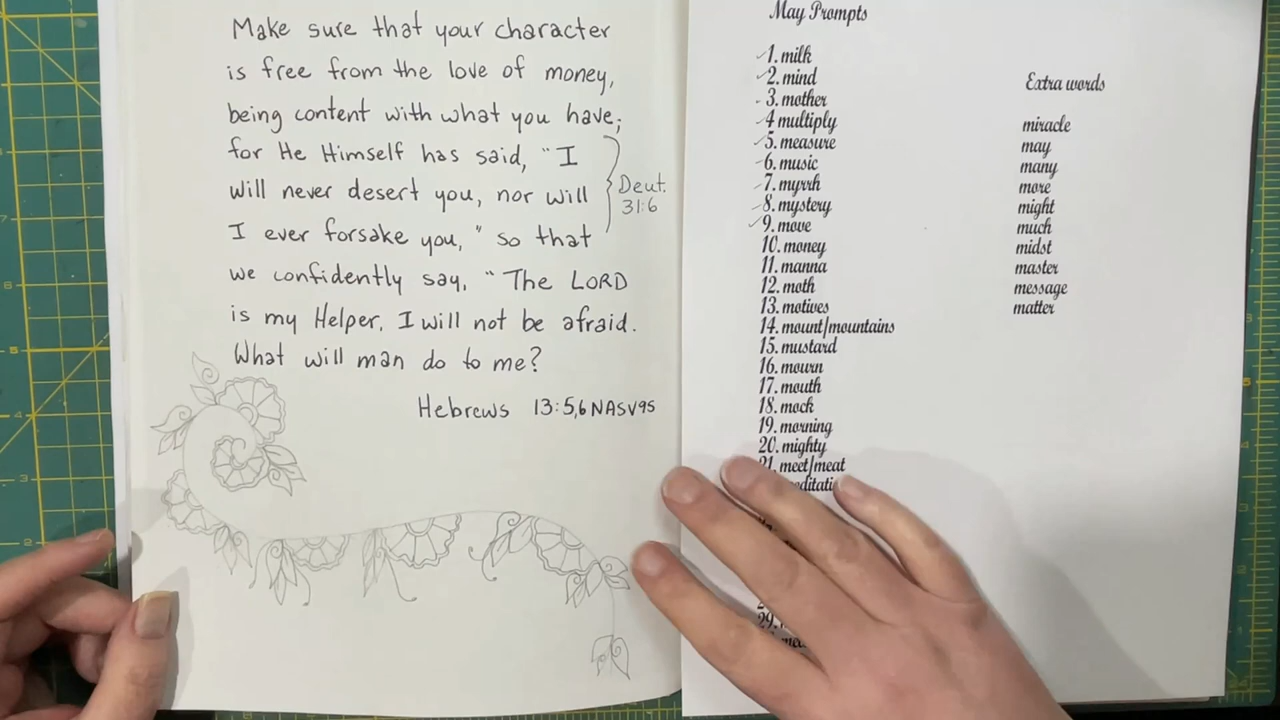 Make sure that your character
is free from the love of money,
being content with what you have;
for He Himself has said, "I
will never desert you, nor will
I ever forsake you," so that
we confidently say, "The LORD
is my Helper, I will not be afraid.
What will man do to me?
Hebrews 13:5,6 NASV95
Deut.
31:6
May Prompts
1. milk
2. mind
3. mother
4 multiply
5. measure
6. music
7. myrrh
8. mystery
9. move
10. money
11. manna
12. moth
13. motives
14. mount/mountains
15. mustard
16. mourn
17. mouth
18. mock
19. morning
20. mighty
21. meet/meat
29.
Extra words
miracle
may
many
more
might
much
midst
master
message
matter